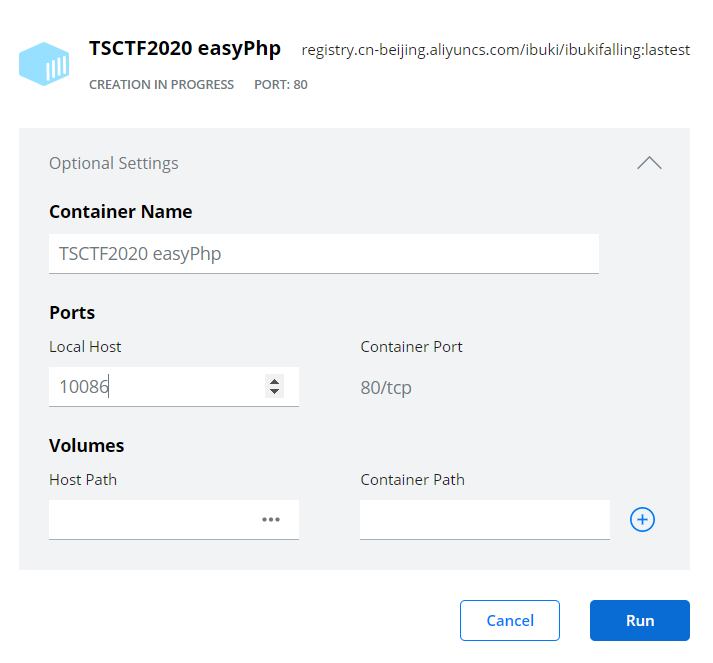 TSCTF2020 easyPhp registry.cn-beijing.aliyuncs.com/ibuki/ibukifalling:lastest
CREATION IN PROGRESS PORT: 80
Optional Settings
Container Name
TSCTF2020 easyPhp
Ports
Local Host Container Port
10086 80/tcp
Volumes
Host Path Container Path
Cancel Run